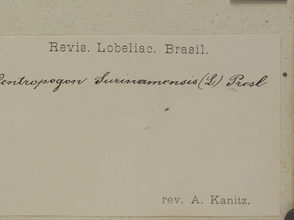 Revis. Lobeliac. Brasil.
Centropogon Surinamensis (L.) Presl
rev. A. Kanitz.